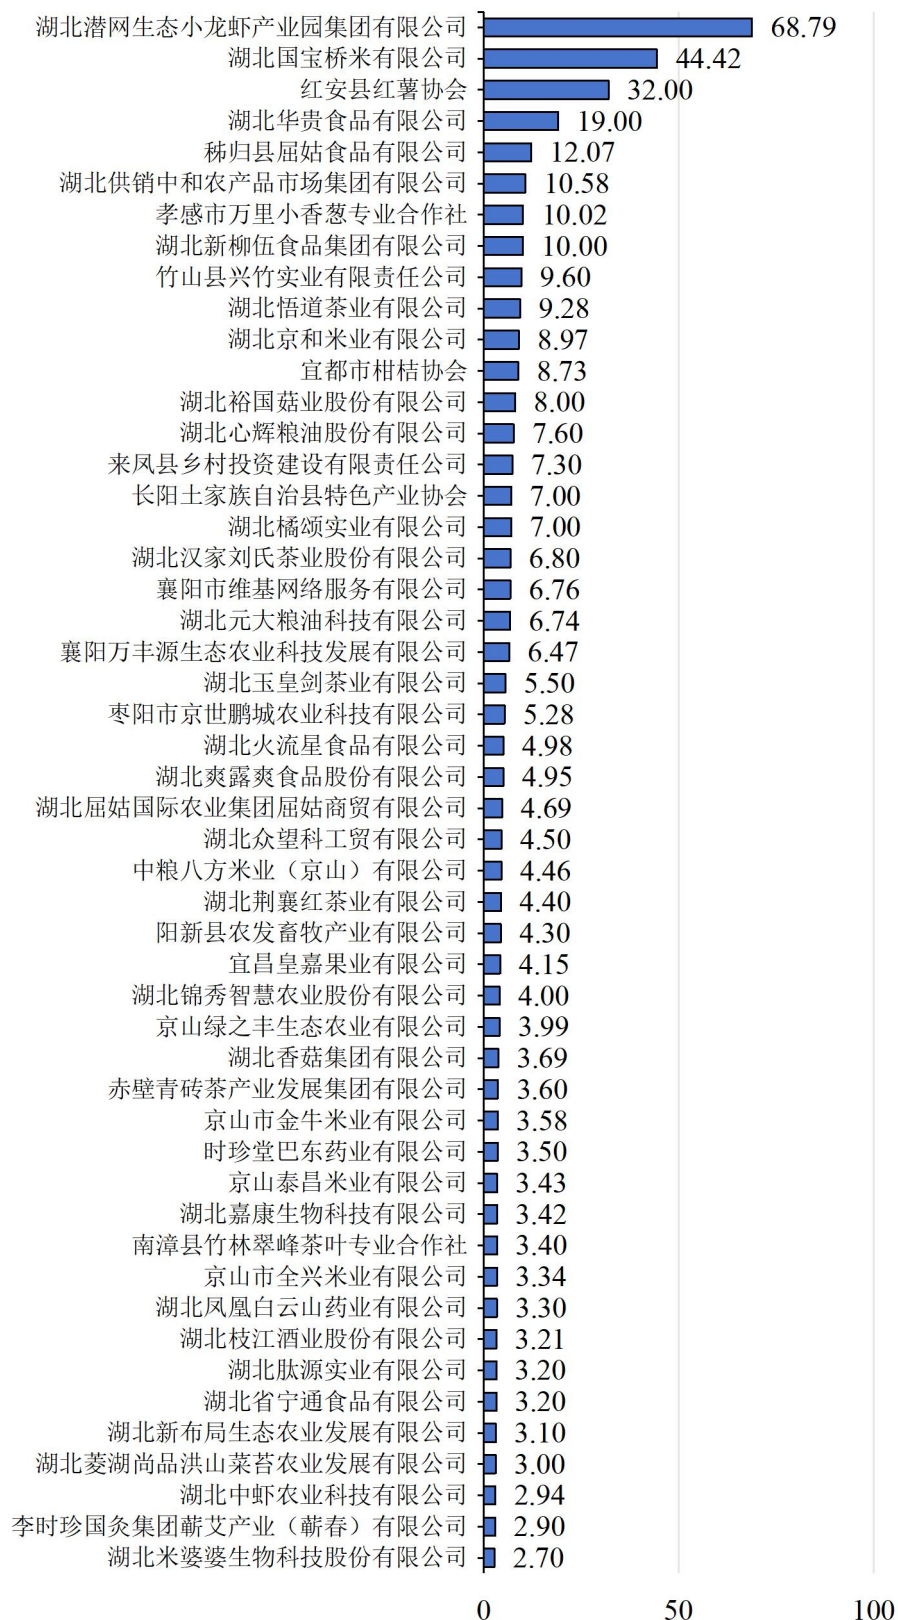 湖北潜网生态小龙虾产业园集团有限公司 68.79
湖北国宝桥米有限公司 44.42
红安县红薯协会 32.00
湖北华贵食品有限公司 19.00
秭归县屈姑食品有限公司 12.07
湖北供销中和农产品市场集团有限公司 10.58
孝感市万里小香葱专业合作社 10.02
湖北新柳伍食品集团有限公司 10.00
竹山县兴竹实业有限责任公司 9.60
湖北悟道茶业有限公司 9.28
湖北京和米业有限公司 8.97
宜都市柑桔协会 8.73
湖北裕国菇业股份有限公司 8.00
湖北心辉粮油股份有限公司 7.60
来凤县乡村投资建设有限责任公司 7.30
长阳土家族自治县特色产业协会 7.00
湖北橘颂实业有限公司 7.00
湖北汉家刘氏茶业股份有限公司 6.80
襄阳市维基网络服务有限公司 6.76
湖北元大粮油科技有限公司 6.74
襄阳万丰源生态农业科技发展有限公司 6.47
湖北玉皇剑茶业有限公司 5.50
枣阳市京世鹏城农业科技有限公司 5.28
湖北火流星食品有限公司 4.98
湖北爽露爽食品股份有限公司 4.95
湖北屈姑国际农业集团屈姑商贸有限公司 4.69
湖北众望科工贸有限公司 4.50
中粮八方米业（京山）有限公司 4.46
湖北荆襄红茶业有限公司 4.40
阳新县农发畜牧产业有限公司 4.30
宜昌皇嘉果业有限公司 4.15
湖北锦秀智慧农业股份有限公司 4.00
京山绿之丰生态农业有限公司 3.99
湖北香菇集团有限公司 3.69
赤壁青砖茶产业发展集团有限公司 3.60
京山市金牛米业有限公司 3.58
时珍堂巴东药业有限公司 3.50
京山泰昌米业有限公司 3.43
湖北嘉康生物科技有限公司 3.42
南漳县竹林翠峰茶叶专业合作社 3.40
京山市全兴米业有限公司 3.34
湖北凤凰白云山药业有限公司 3.30
湖北枝江酒业股份有限公司 3.21
湖北肽源实业有限公司 3.20
湖北省宁通食品有限公司 3.20
湖北新布局生态农业发展有限公司 3.10
湖北菱湖尚品洪山菜苔农业发展有限公司 3.00
湖北中虾农业科技有限公司 2.94
李时珍国灸集团蕲艾产业（蕲春）有限公司 2.90
湖北米婆婆生物科技股份有限公司 2.70
0 50 100